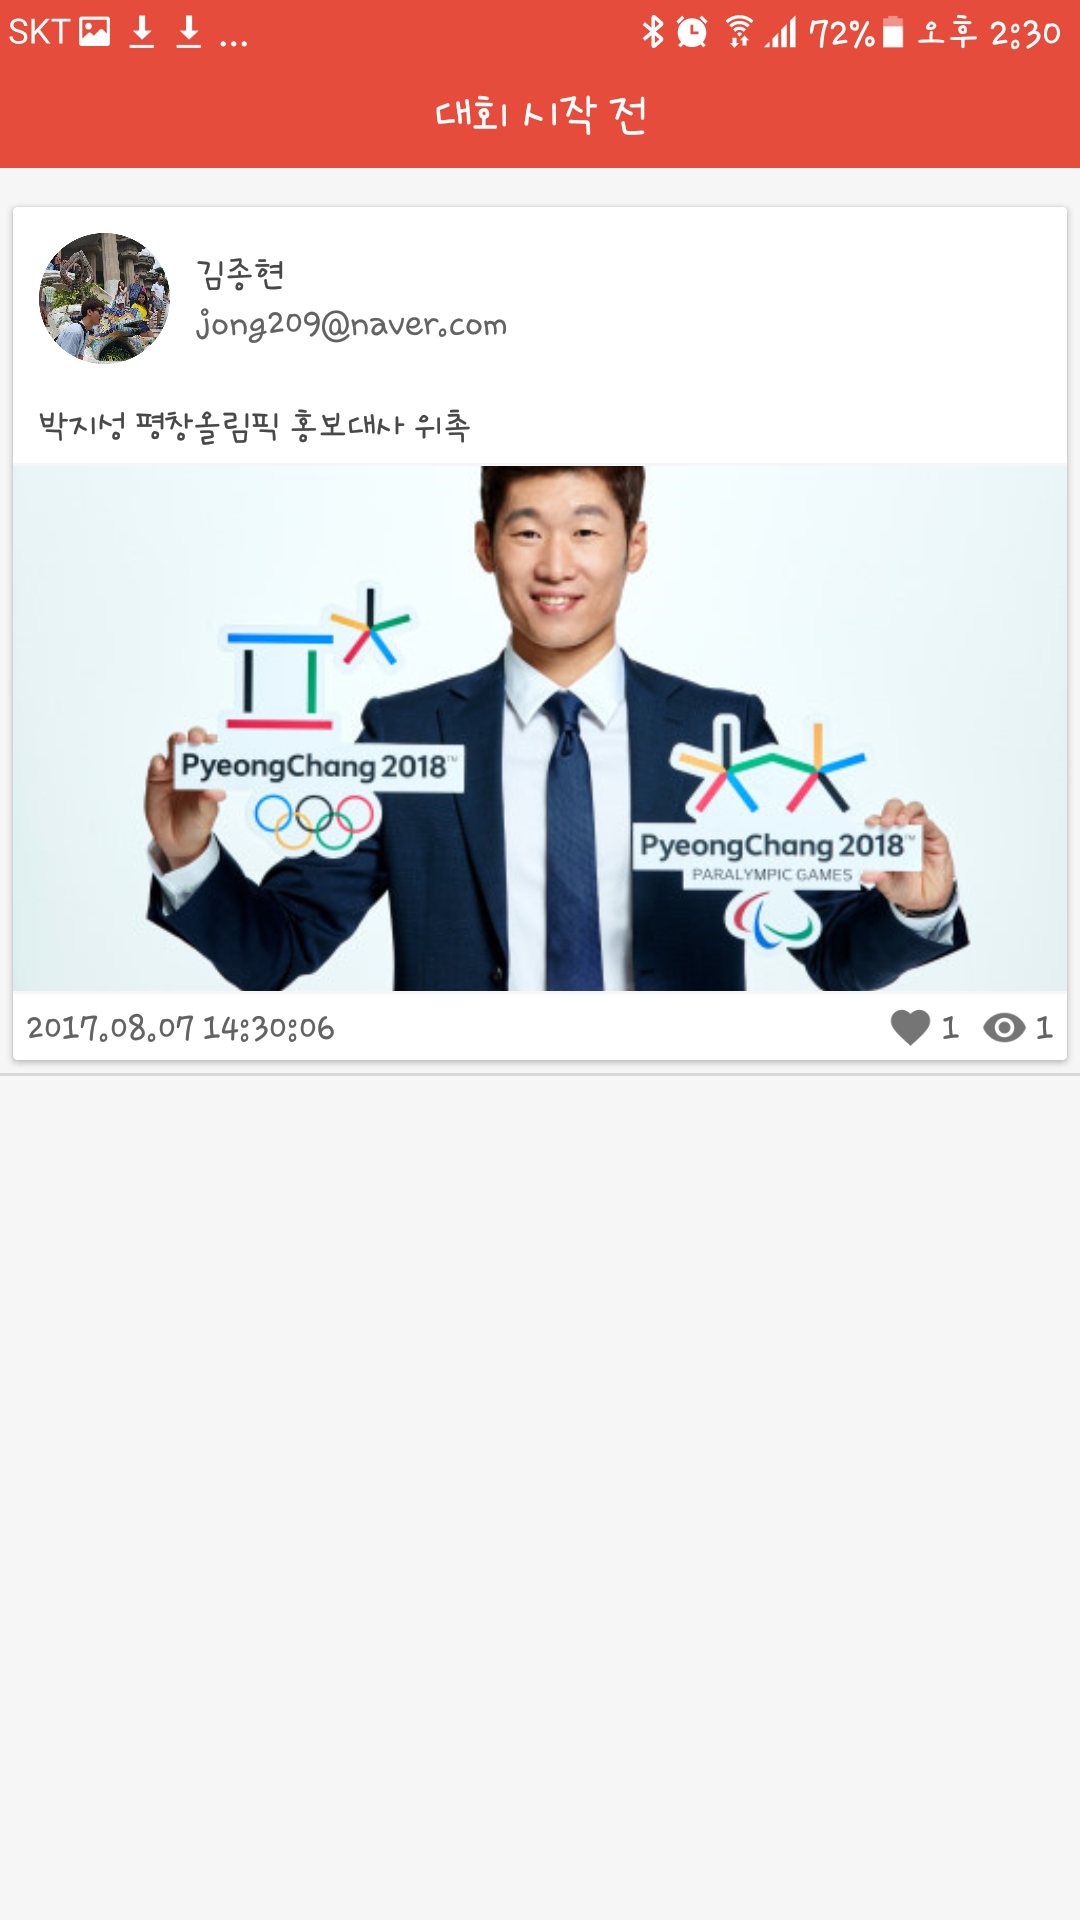 SKT ... 72% 오후 2:30
대회 시작 전
김종현
jong209@naver.com
박지성 평창올림픽 홍보대사 위촉
PyeongChang 2018™
PyeongChang 2018™
PARALYMPIC GAMES
2017.08.07 14:30:06 1 1